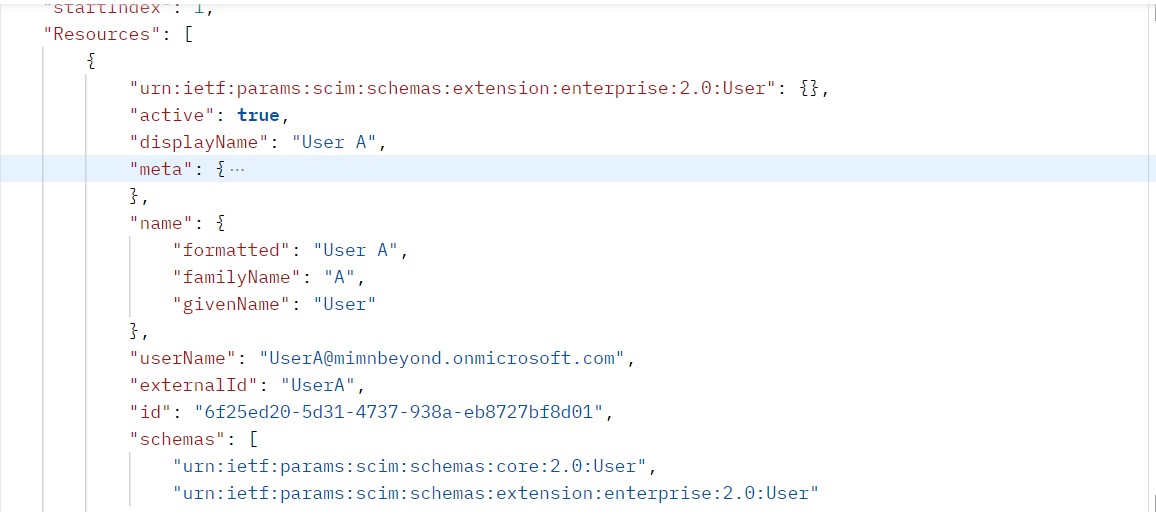 "startIndex": 1,
"Resources": [
{
"urn:ietf:params:scim:schemas:extension:enterprise:2.0:User": {},
"active": true,
"displayName": "User A",
"meta": {···
},
"name": {
"formatted": "User A",
"familyName": "A",
"givenName": "User"
},
"userName": "UserA@mimnbeyond.onmicrosoft.com",
"externalId": "UserA",
"id": "6f25ed20-5d31-4737-938a-eb8727bf8d01",
"schemas": [
"urn:ietf:params:scim:schemas:core:2.0:User",
"urn:ietf:params:scim:schemas:extension:enterprise:2.0:User"